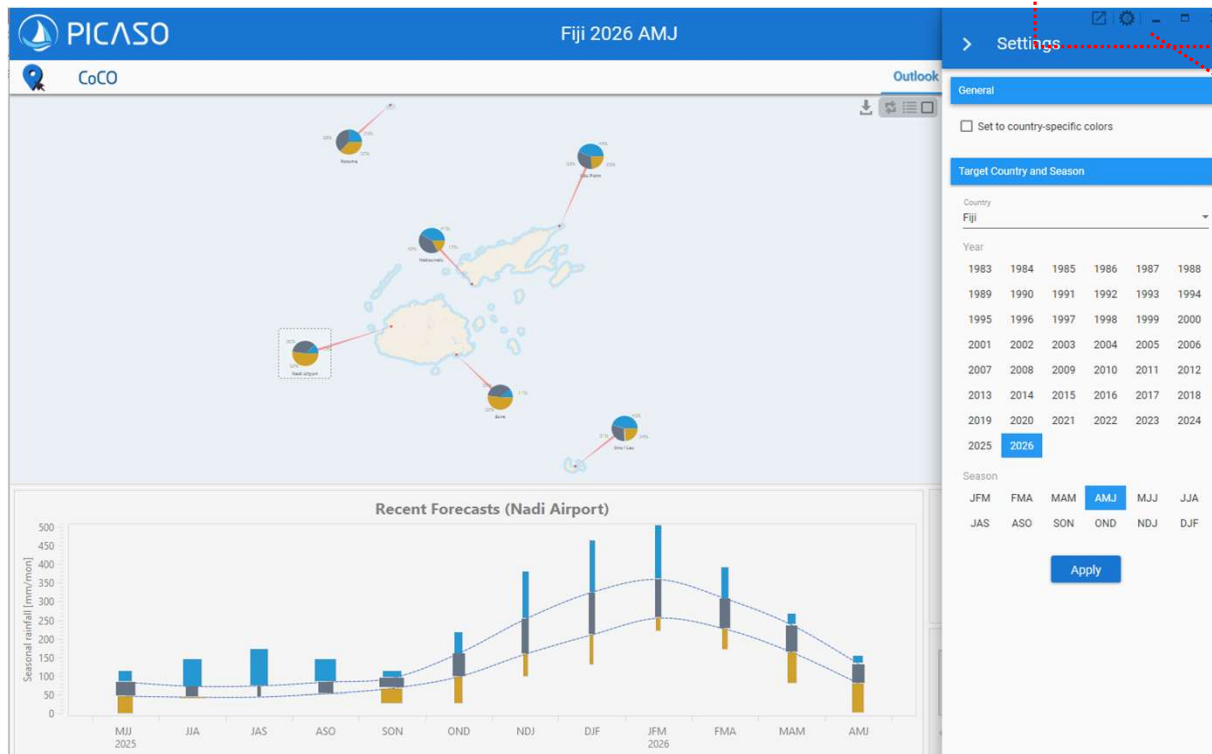 PICASO
Fiji 2026 AMJ
Settings
CoCO
Outlook
General
Set to country-specific colors
Target Country and Season
Country
Fiji
Year
1983 1984 1985 1986 1987 1988
1989 1990 1991 1992 1993 1994
1995 1996 1997 1998 1999 2000
2001 2002 2003 2004 2005 2006
2007 2008 2009 2010 2011 2012
2013 2014 2015 2016 2017 2018
2019 2020 2021 2022 2023 2024
2025 2026
Season
JFM FMA MAM AMJ MJJ JJA
JAS ASO SON OND NDJ DJF
Apply
Rotuma
Nadi Airport
Suva
Ono I Lau
Recent Forecasts (Nadi Airport)
Seasonal rainfall [mm/mon]
500
450
400
350
300
250
200
150
100
50
0
MJJ JJA JAS ASO SON OND NDJ DJF JFM FMA MAM AMJ
2025 2026